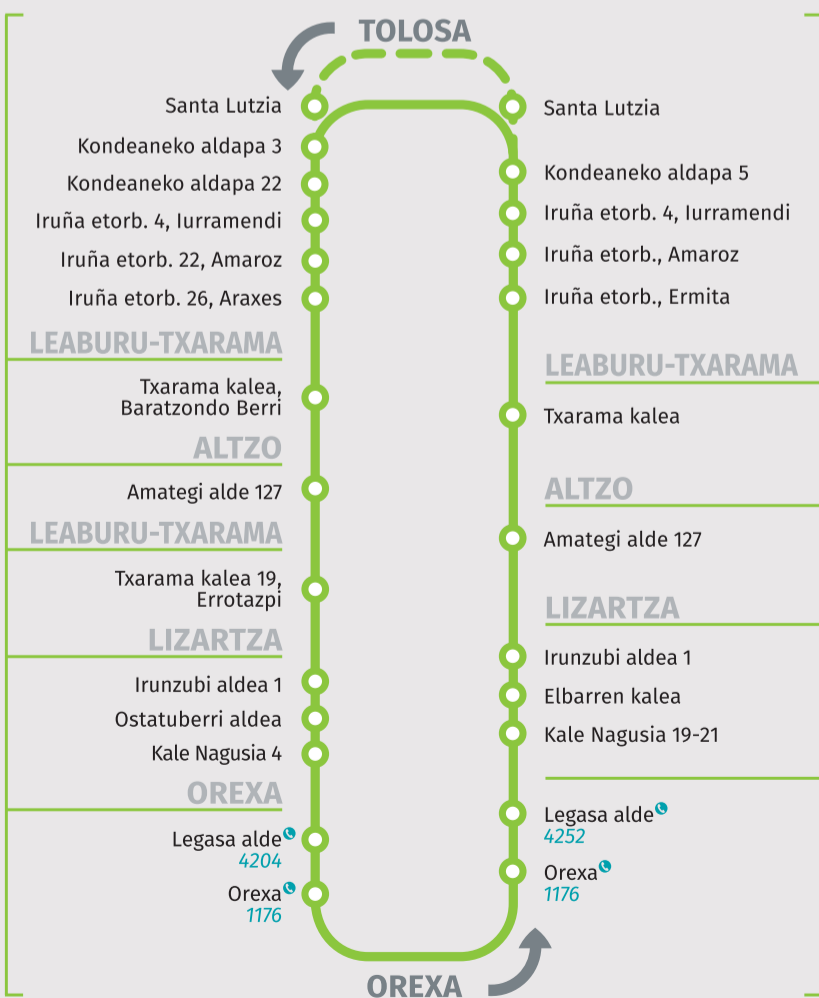 TOLOSA
Santa Lutzia
Kondeaneko aldapa 3
Kondeaneko aldapa 22
Iruña etorb. 4, Iurramendi
Iruña etorb. 22, Amaroz
Iruña etorb. 26, Araxes
LEABURU-TXARAMA
Txarama kalea,
Baratzondo Berri
ALTZO
Amategi alde 127
LEABURU-TXARAMA
Txarama kalea 19,
Errotazpi
LIZARTZA
Irunzubi aldea 1
Ostatuberri aldea
Kale Nagusia 4
OREXA
Legasa alde
4204
Orexa
1176
Santa Lutzia
Kondeaneko aldapa 5
Iruña etorb. 4, Iurramendi
Iruña etorb., Amaroz
Iruña etorb., Ermita
LEABURU-TXARAMA
Txarama kalea
ALTZO
Amategi alde 127
LIZARTZA
Irunzubi aldea 1
Elbarren kalea
Kale Nagusia 19-21
Legasa alde
4252
Orexa
1176
OREXA